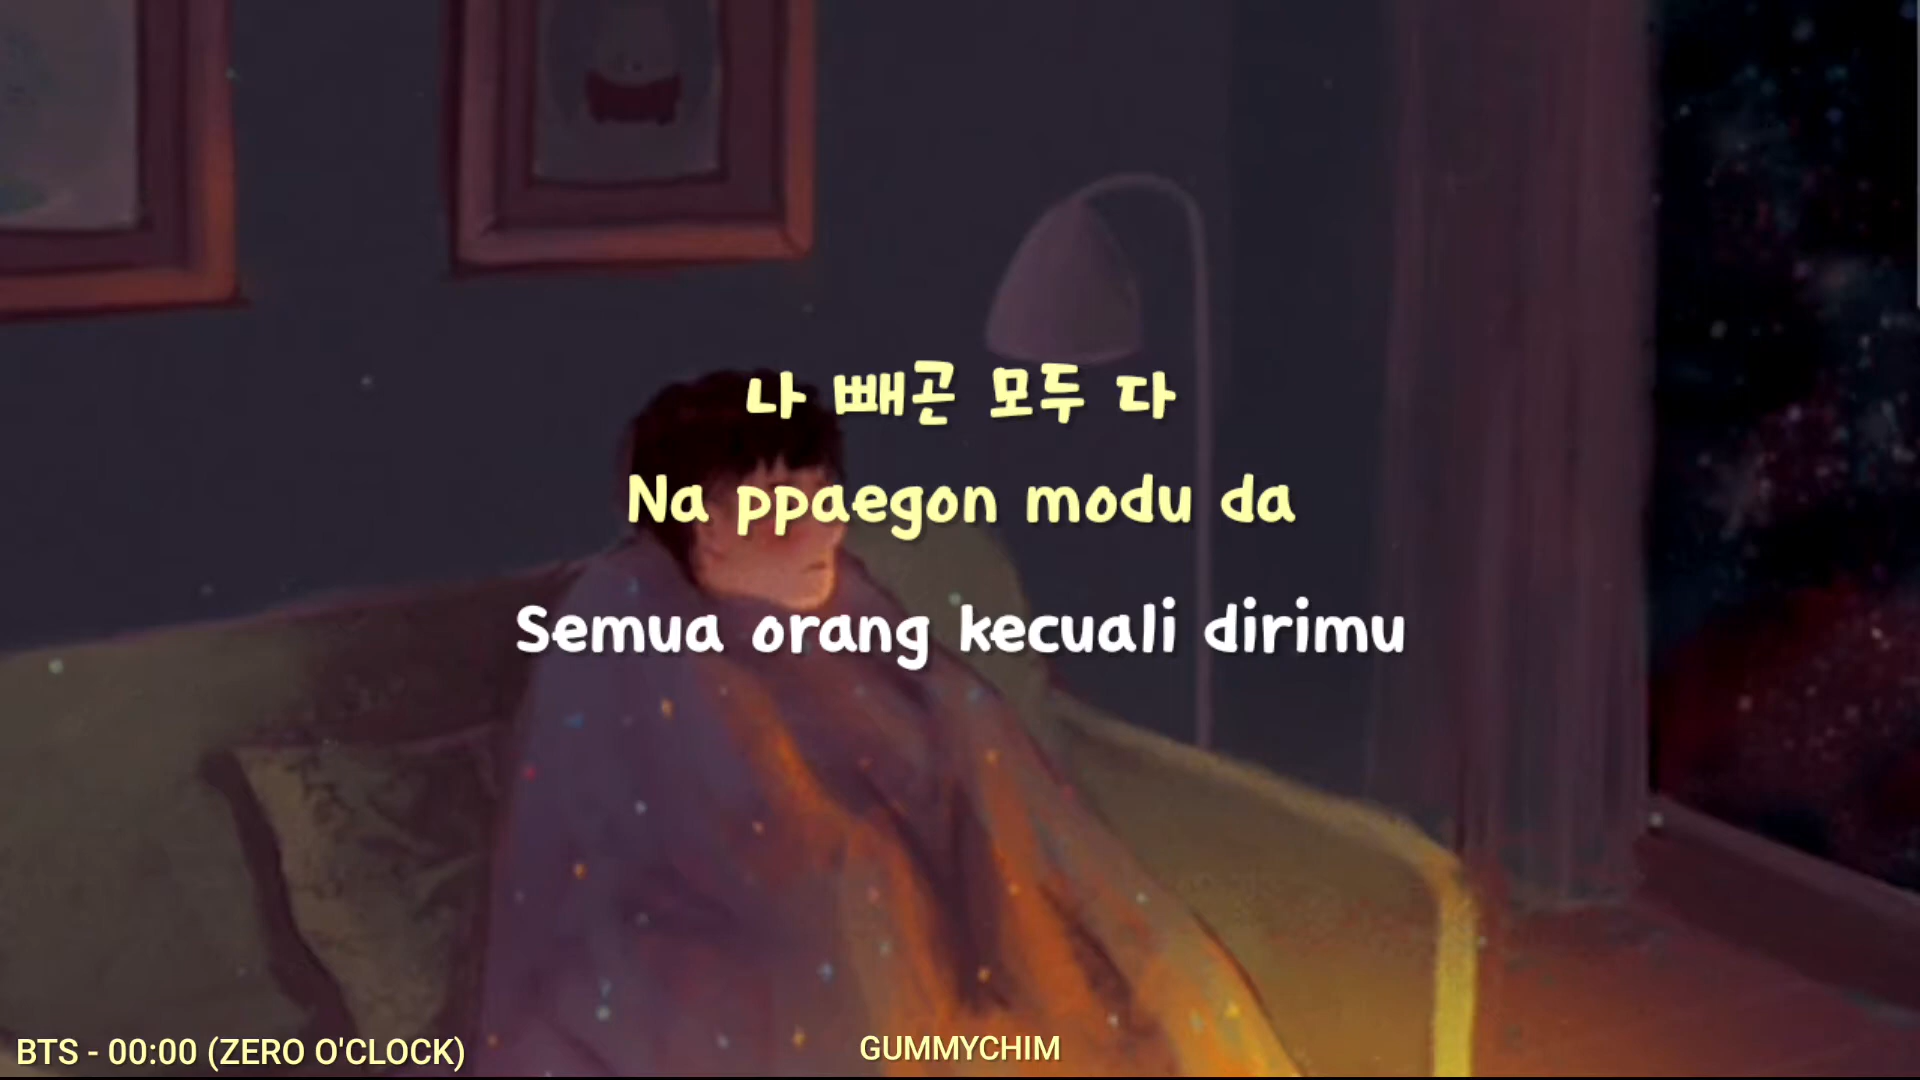 나 빼곤 모두 다
Na ppaegon modu da
Semua orang kecuali dirimu
BTS - 00:00 (ZERO O'CLOCK)
GUMMYCHIM